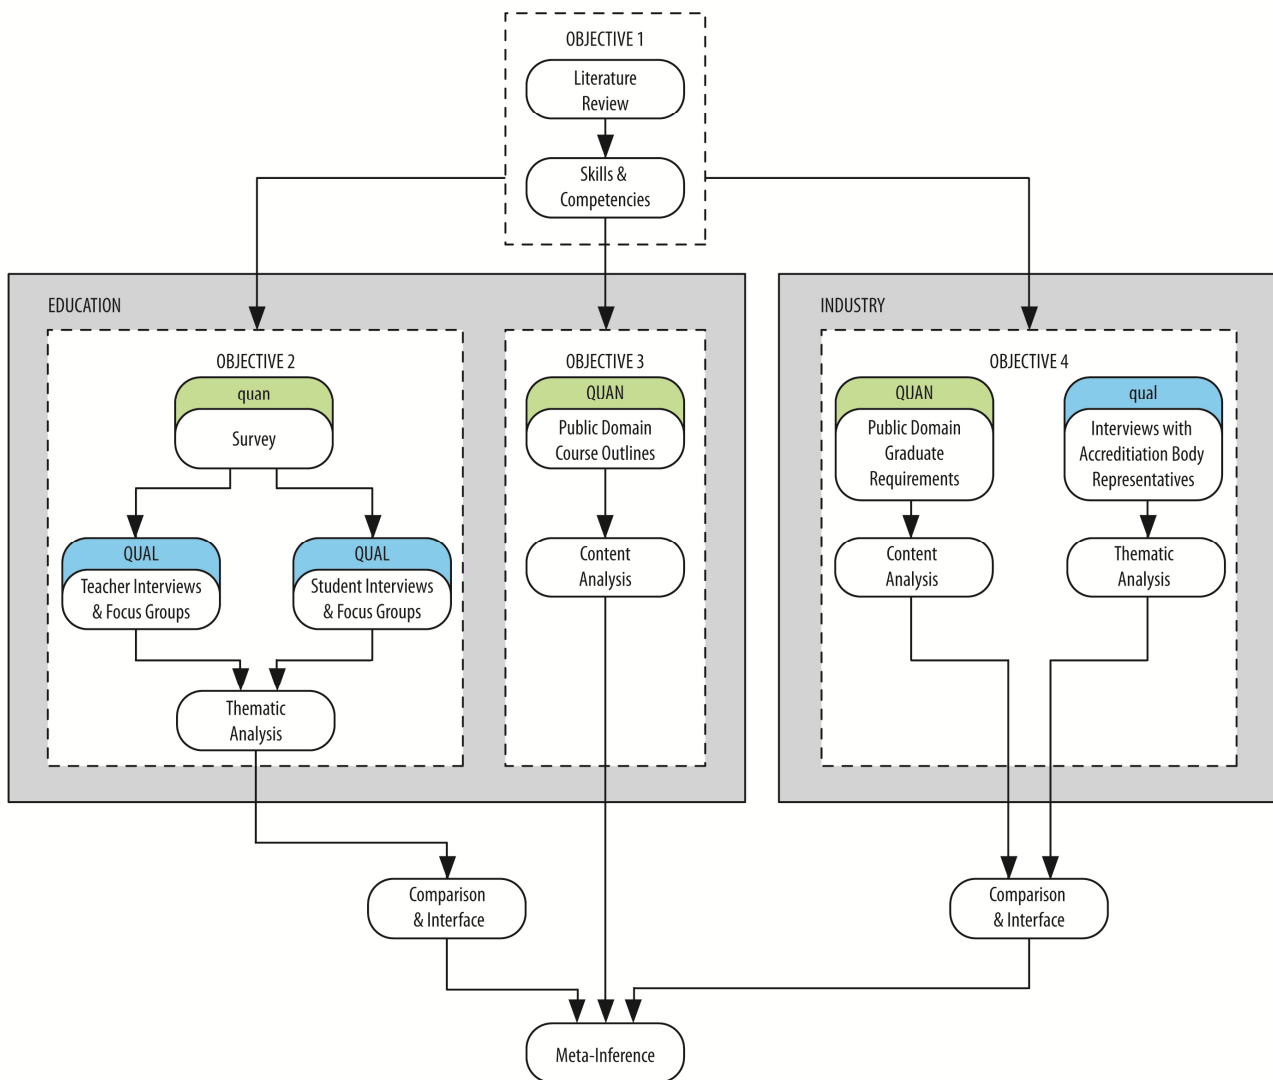 OBJECTIVE 1
Literature
Review
Skills &
Competencies
EDUCATION
OBJECTIVE 2
quan
Survey
QUAL
Teacher Interviews
& Focus Groups
QUAL
Student Interviews
& Focus Groups
Thematic
Analysis
OBJECTIVE 3
QUAN
Public Domain
Course Outlines
Content
Analysis
INDUSTRY
OBJECTIVE 4
QUAN
Public Domain
Graduate
Requirements
Content
Analysis
qual
Interviews with
Accreditiation Body
Representatives
Thematic
Analysis
Comparison
& Interface
Comparison
& Interface
Meta-Inference